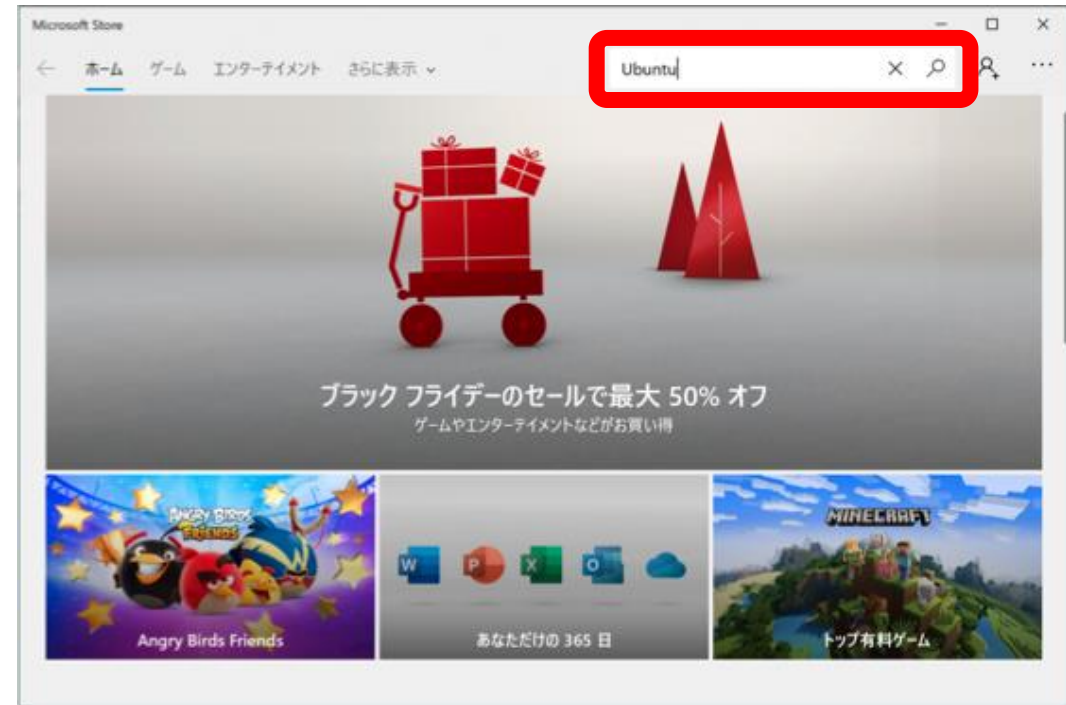 Microsoft Store
ホーム ゲーム エンターテイメント さらに表示
Ubuntu
ブラック フライデーのセールで最大 50% オフ
ゲームやエンターテイメントなどがお買い得
ANGRY BIRDS
FRIENDS
MINECRAFT
W P X O
Angry Birds Friends
あなただけの 365 日
トップ有料ゲーム